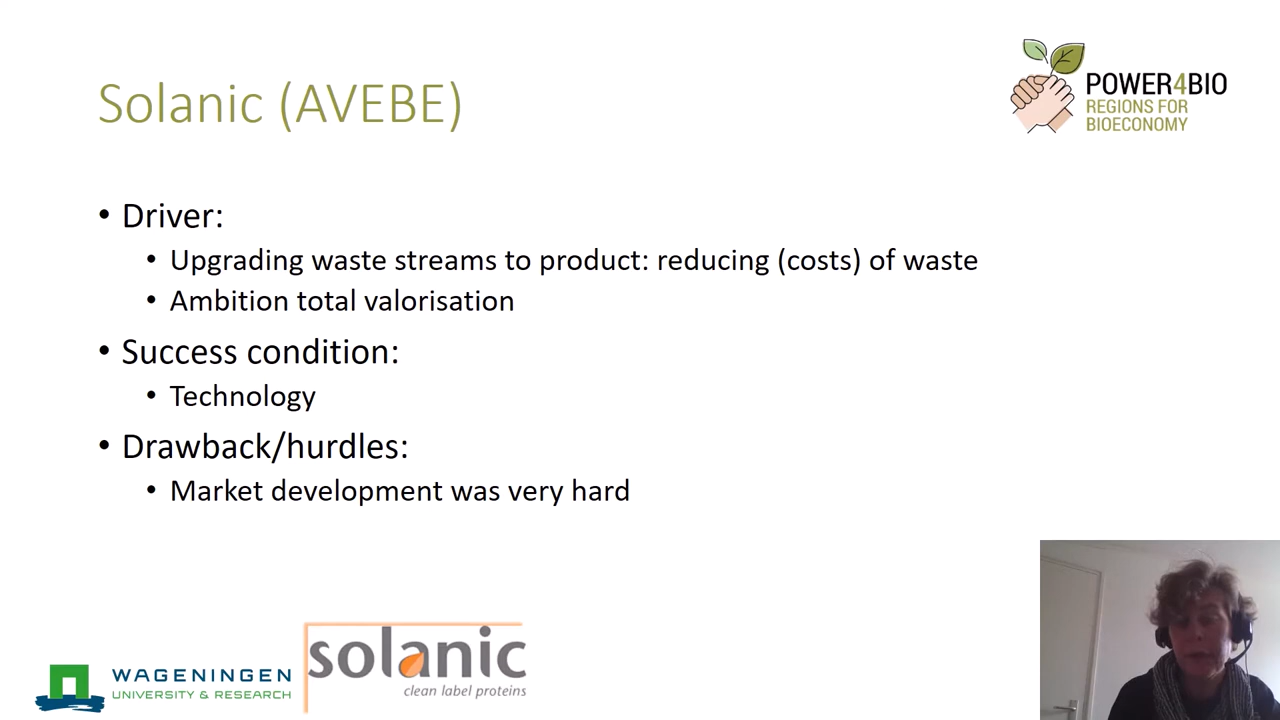 Solanic (AVEBE)
POWER4BIO
REGIONS FOR
BIOECONOMY
• Driver:
• Upgrading waste streams to product: reducing (costs) of waste
• Ambition total valorisation
• Success condition:
• Technology
• Drawback/hurdles:
• Market development was very hard
WAGENINGEN
UNIVERSITY & RESEARCH
solanic
clean label proteins